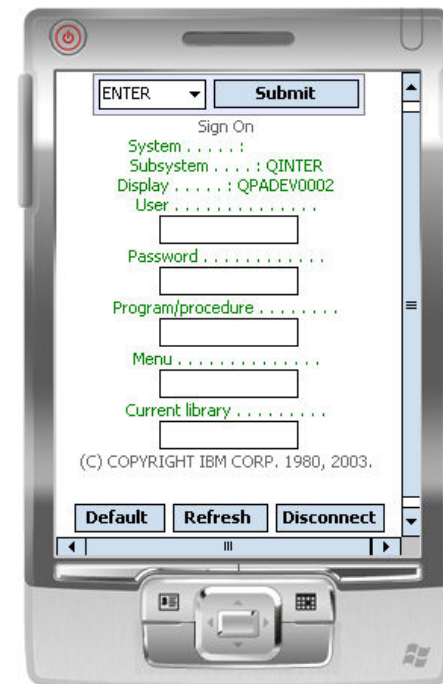 ENTER Submit
Sign On
System . . . . . :
Subsystem . . . . : QINTER
Display . . . . . : QPADEV0002
User . . . . . . . . . . . . . . .
Password . . . . . . . . . . . .
Program/procedure . . . . . . . .
Menu . . . . . . . . . . . . . . .
Current library . . . . . . . . .
(C) COPYRIGHT IBM CORP. 1980, 2003.
Default Refresh Disconnect